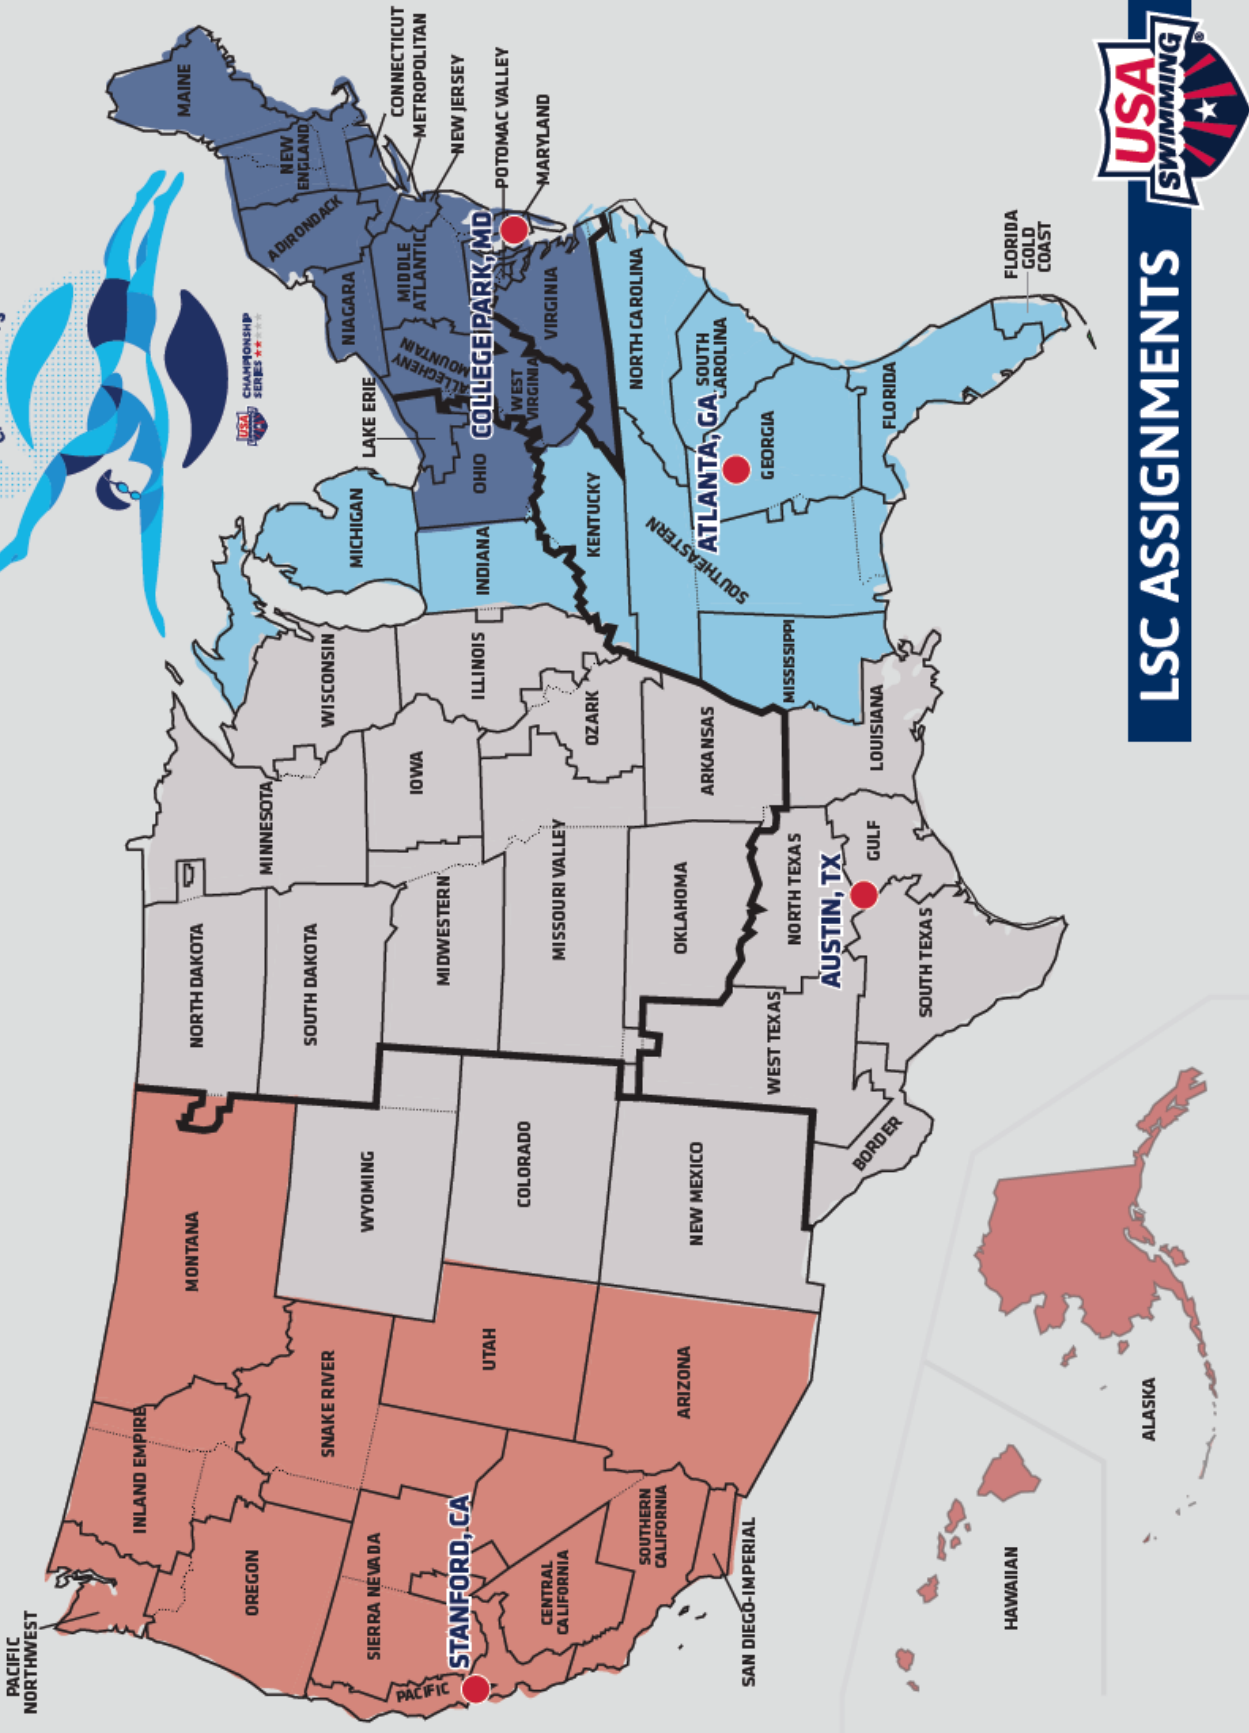 USA
SWIMMING
LSC ASSIGNMENTS
USA
CHAMPIONSHIP
SERIES
PACIFIC
NORTHWEST
INLAND EMPIRE
MONTANA
NORTH DAKOTA
MINNESOTA
OREGON
SNAKE RIVER
WYOMING
SOUTH DAKOTA
WISCONSIN
MICHIGAN
LAKE ERIE
NIAGARA
ADIRONDACK
NEW
ENGLAND
MAINE
CONNECTICUT
METROPOLITAN
NEW JERSEY
POTOMAC VALLEY
MARYLAND
SIERRA NEVADA
PACIFIC
STANFORD, CA
UTAH
COLORADO
MIDWESTERN
IOWA
ILLINOIS
INDIANA
OHIO
ALLEGHENY
MOUNTAIN
MIDDLE
ATLANTIC
COLLEGE PARK, MD
WEST
VIRGINIA
VIRGINIA
CENTRAL
CALIFORNIA
SOUTHERN
CALIFORNIA
SAN DIEGO-IMPERIAL
ARIZONA
NEW MEXICO
MISSOURI VALLEY
OZARK
KENTUCKY
NORTH CAROLINA
OKLAHOMA
ARKANSAS
SOUTHEASTERN
ATLANTA, GA
SOUTH
CAROLINA
GEORGIA
WEST TEXAS
NORTH TEXAS
AUSTIN, TX
MISSISSIPPI
LOUISIANA
GULF
BORDER
SOUTH TEXAS
FLORIDA
FLORIDA
GOLD
COAST
HAWAIIAN
ALASKA